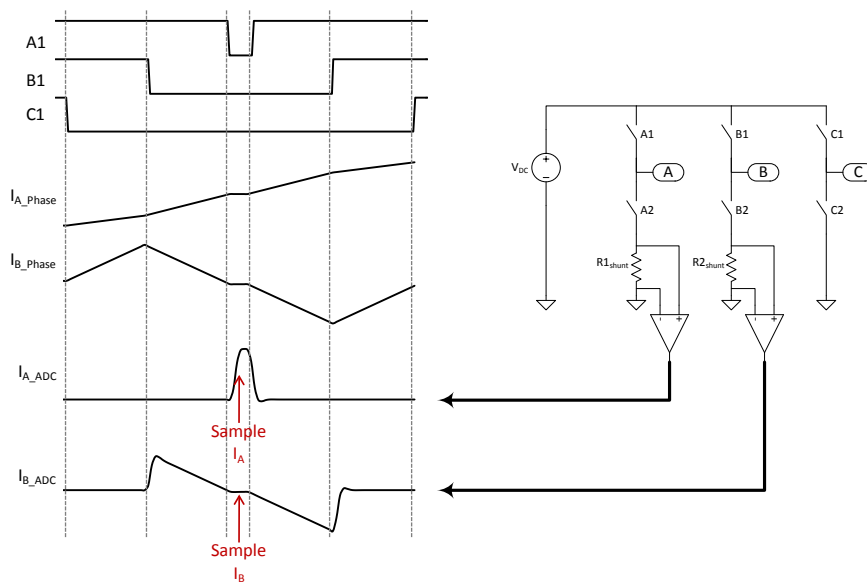 A1
B1
C1
I_A_Phase
I_B_Phase
I_A_ADC
Sample
I_A
I_B_ADC
Sample
I_B
V_DC
+
−
A1
B1
C1
A
B
C
A2
B2
C2
R1_shunt
R2_shunt
- +
- +